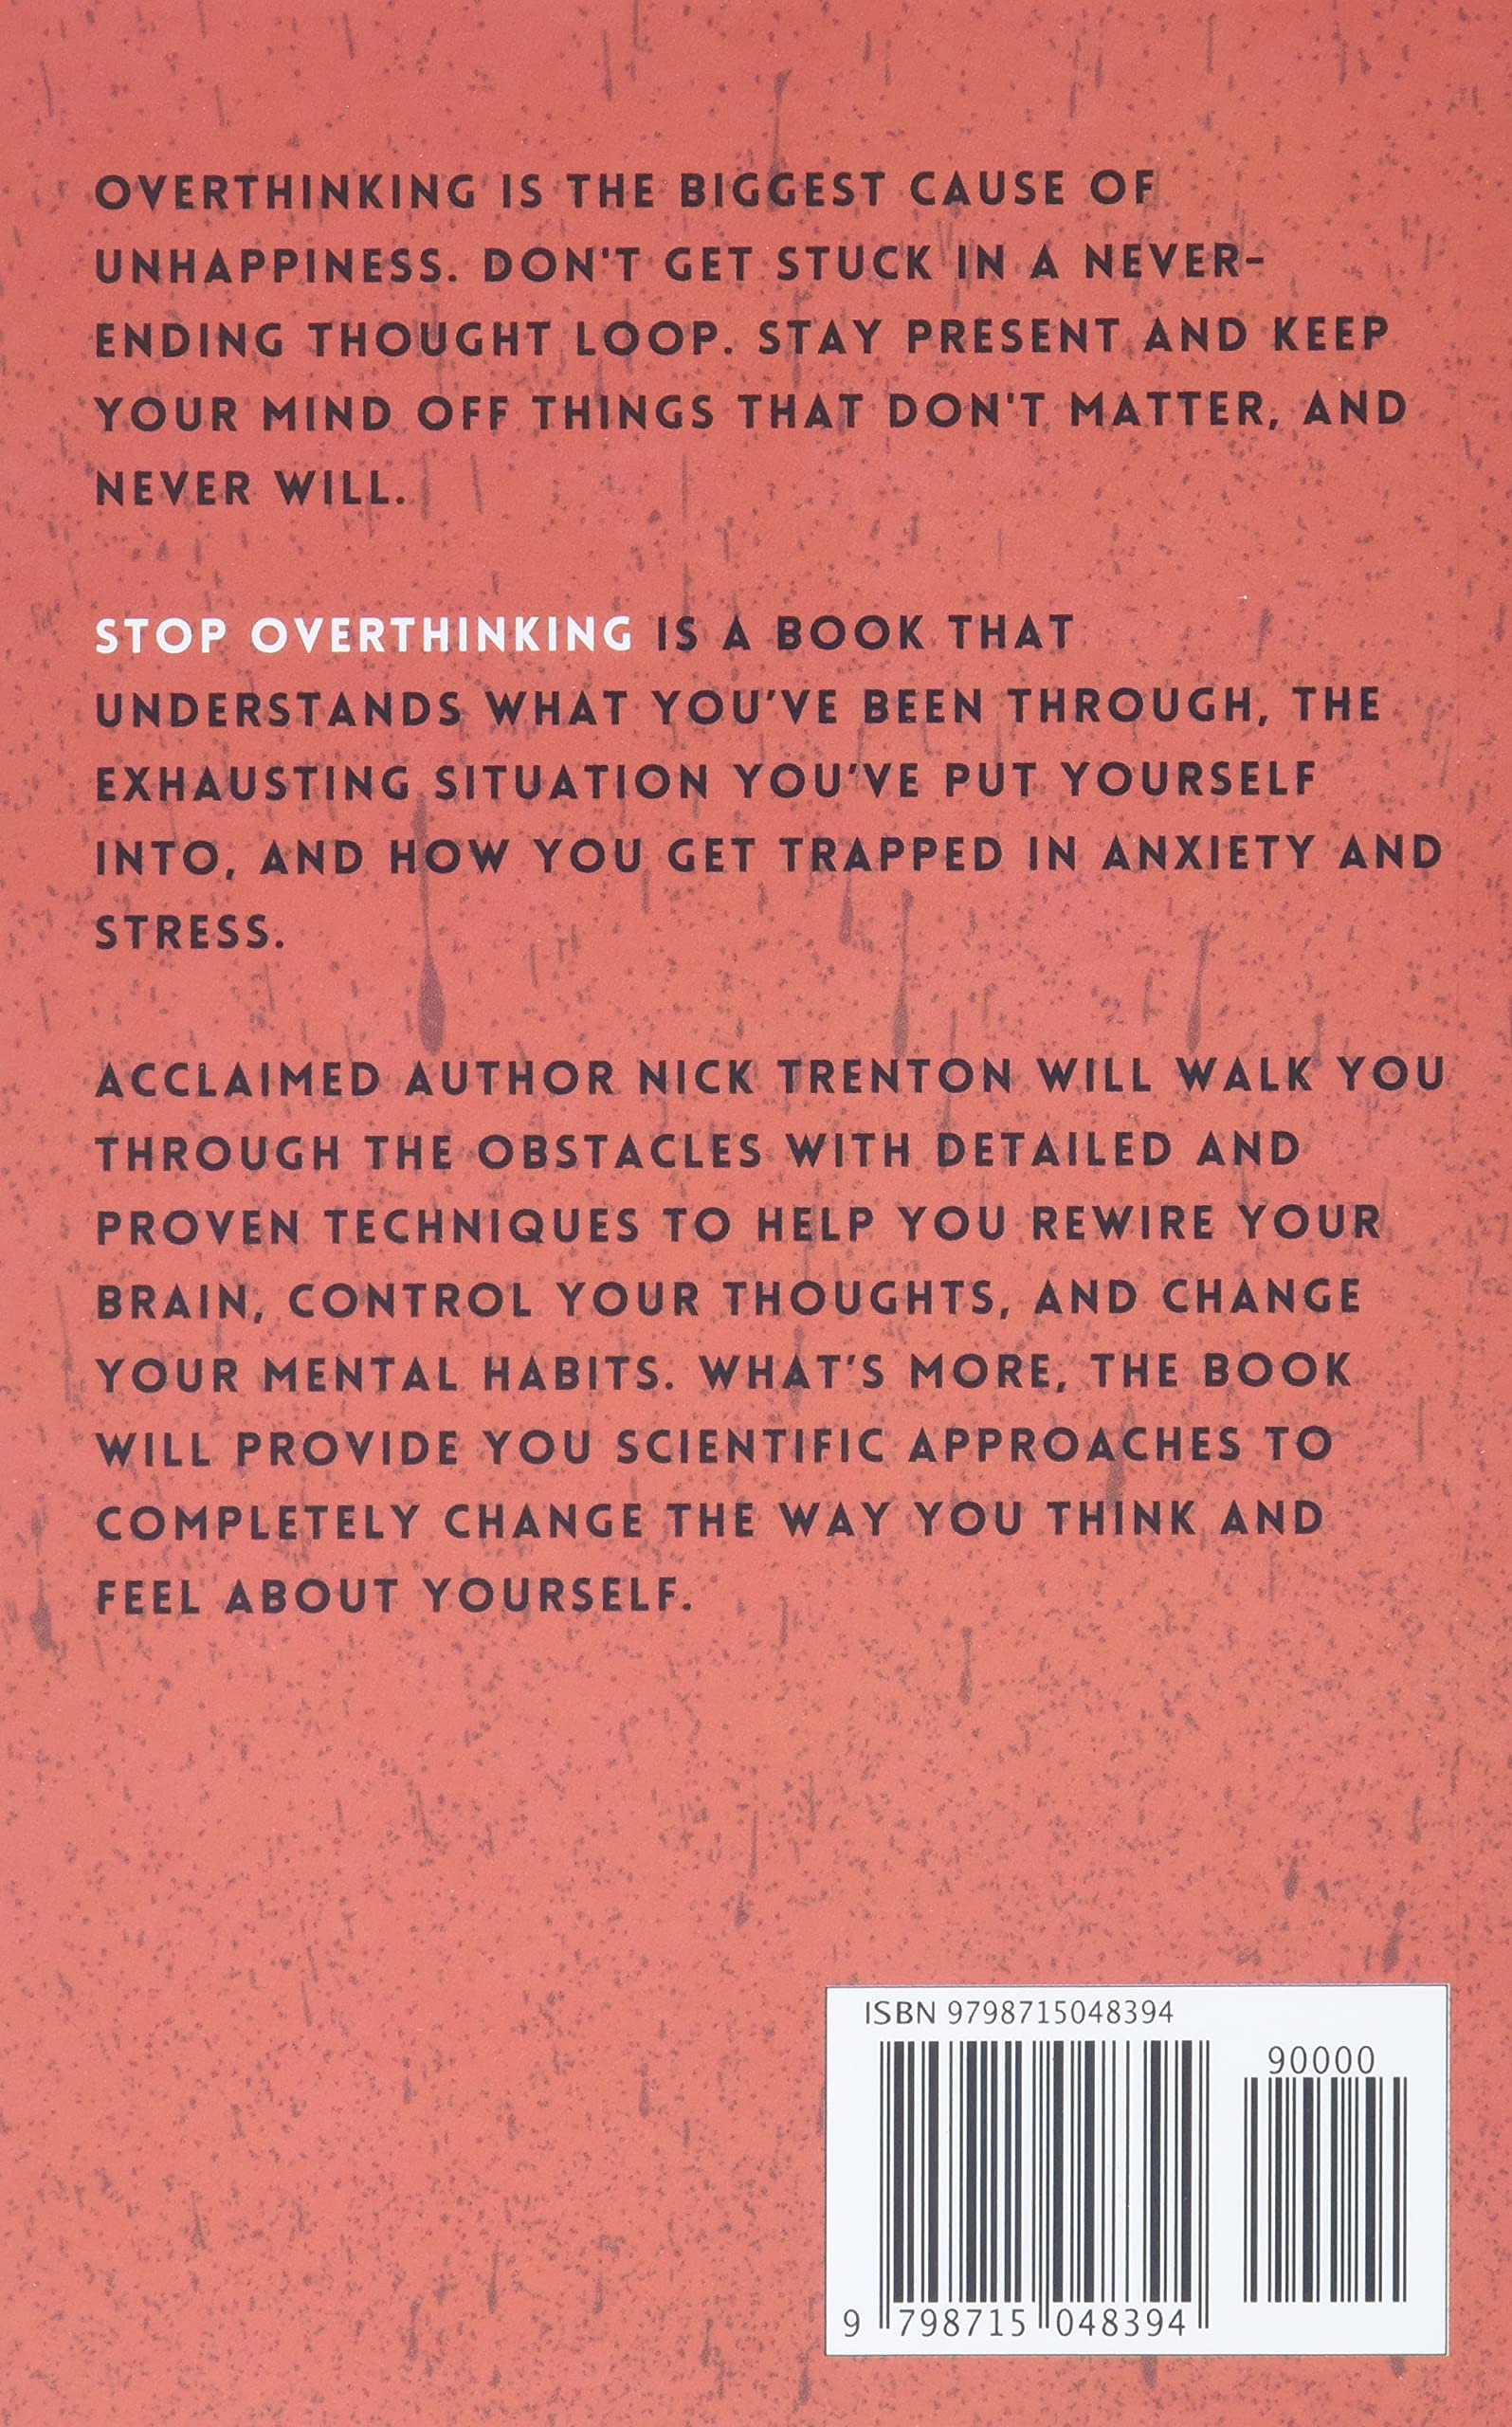 OVERTHINKING IS THE BIGGEST CAUSE OF
UNHAPPINESS. DON'T GET STUCK IN A NEVER-
ENDING THOUGHT LOOP. STAY PRESENT AND KEEP
YOUR MIND OFF THINGS THAT DON'T MATTER, AND
NEVER WILL.
STOP OVERTHINKING IS A BOOK THAT
UNDERSTANDS WHAT YOU'VE BEEN THROUGH, THE
EXHAUSTING SITUATION YOU'VE PUT YOURSELF
INTO, AND HOW YOU GET TRAPPED IN ANXIETY AND
STRESS.
ACCLAIMED AUTHOR NICK TRENTON WILL WALK YOU
THROUGH THE OBSTACLES WITH DETAILED AND
PROVEN TECHNIQUES TO HELP YOU REWIRE YOUR
BRAIN, CONTROL YOUR THOUGHTS, AND CHANGE
YOUR MENTAL HABITS. WHAT'S MORE, THE BOOK
WILL PROVIDE YOU SCIENTIFIC APPROACHES TO
COMPLETELY CHANGE THE WAY YOU THINK AND
FEEL ABOUT YOURSELF.
ISBN 9798715048394
90000
9 798715 048394